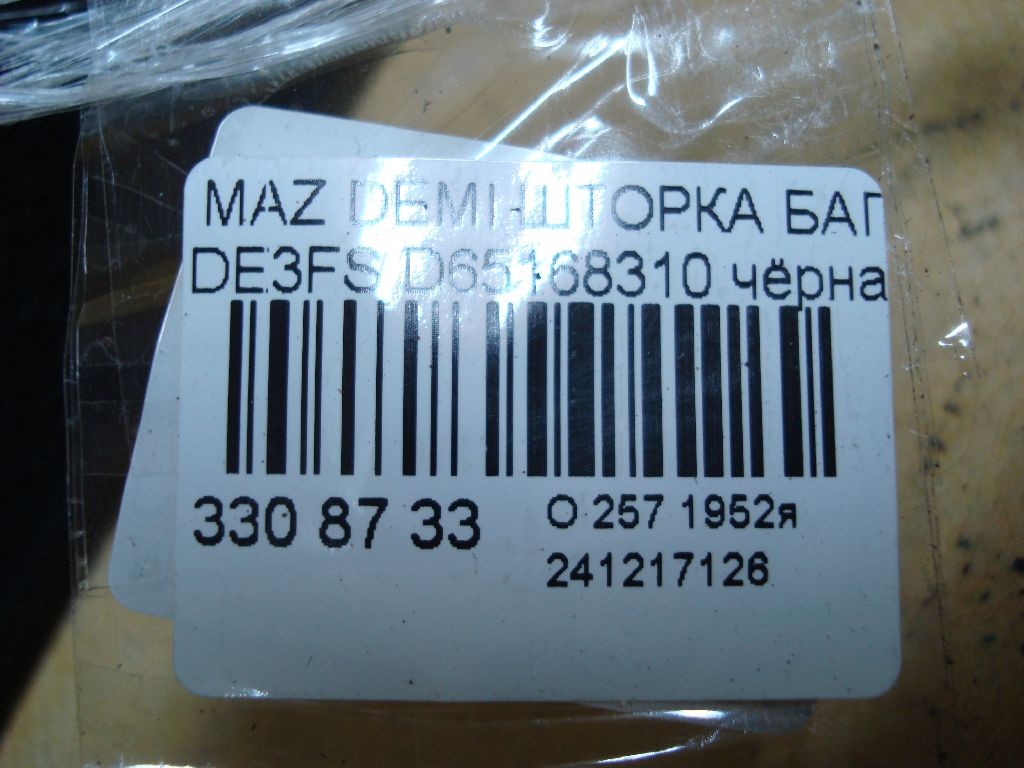 MAZ DEMI-ШТОРКА БАГ
DE3FS D65168310 чёрна
330 87 33
О 257 1952я
241217126